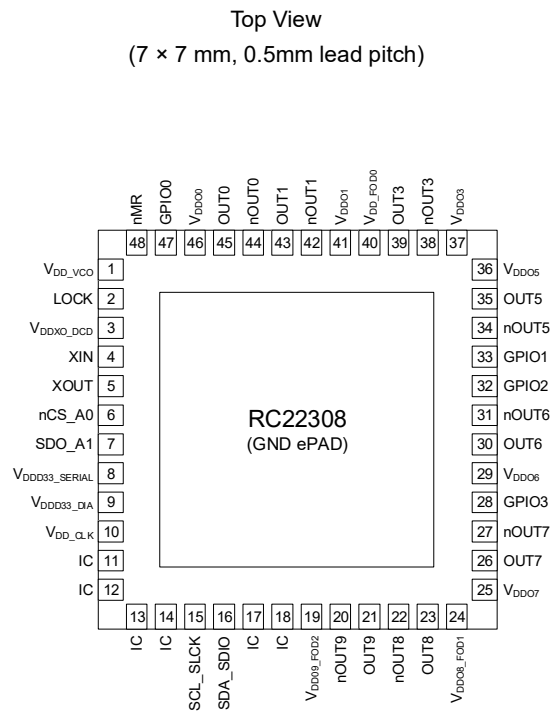 Top View
(7 × 7 mm, 0.5mm lead pitch)
nMR GPIO0 VDDO0 OUT0 nOUT0 OUT1 nOUT1 VDDO1 VDD_FOD0 OUT3 nOUT3 VDDO3
48 47 46 45 44 43 42 41 40 39 38 37
VDD_VCO 1 36 VDDO5
LOCK 2 35 OUT5
VDDXO_DCD 3 34 nOUT5
XIN 4 33 GPIO1
XOUT 5 32 GPIO2
nCS_A0 6 31 nOUT6
RC22308
SDO_A1 7 30 OUT6
(GND ePAD)
VDDD33_SERIAL 8 29 VDDO6
VDDD33_DIA 9 28 GPIO3
VDD_CLK 10 27 nOUT7
IC 11 26 OUT7
IC 12 25 VDDO7
13 14 15 16 17 18 19 20 21 22 23 24
IC IC SCL_SLCK SDA_SDIO IC IC VDD09_FOD2 nOUT9 OUT9 nOUT8 OUT8 VDDO8_FOD1